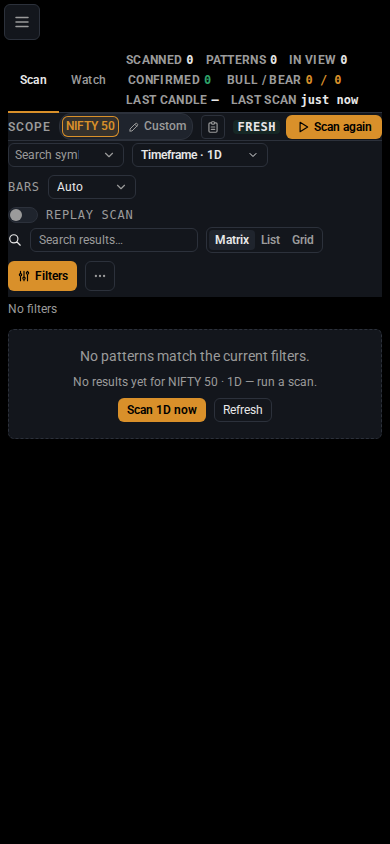 SCANNED 0 PATTERNS 0 IN VIEW 0
Scan Watch CONFIRMED 0 BULL / BEAR 0 / 0
LAST CANDLE – LAST SCAN just now
SCOPE NIFTY 50 Custom FRESH Scan again
Search syml Timeframe · 1D
BARS Auto
REPLAY SCAN
Search results... Matrix List Grid
Filters ...
No filters
No patterns match the current filters.
No results yet for NIFTY 50 · 1D — run a scan.
Scan 1D now Refresh